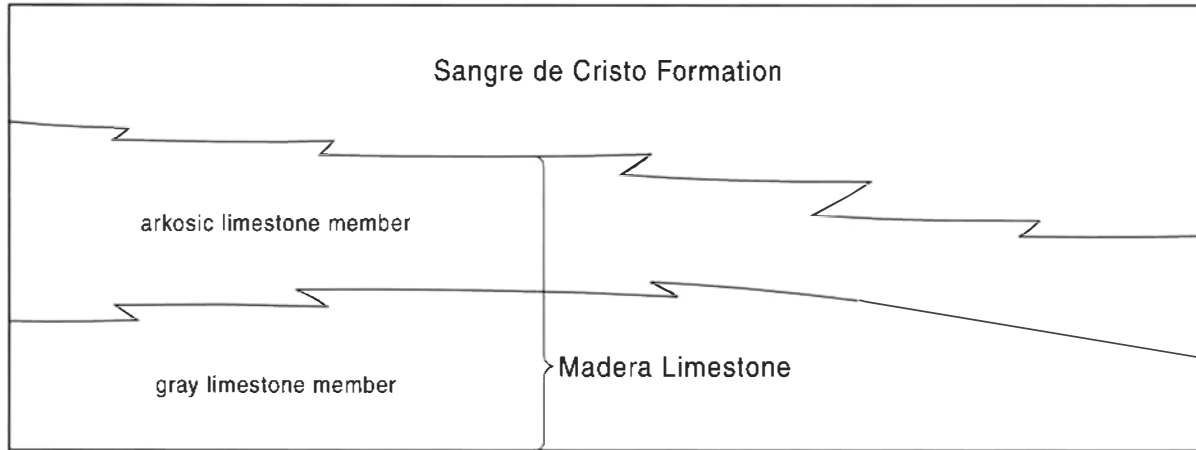 Sangre de Cristo Formation
arkosic limestone member
Madera Limestone
gray limestone member